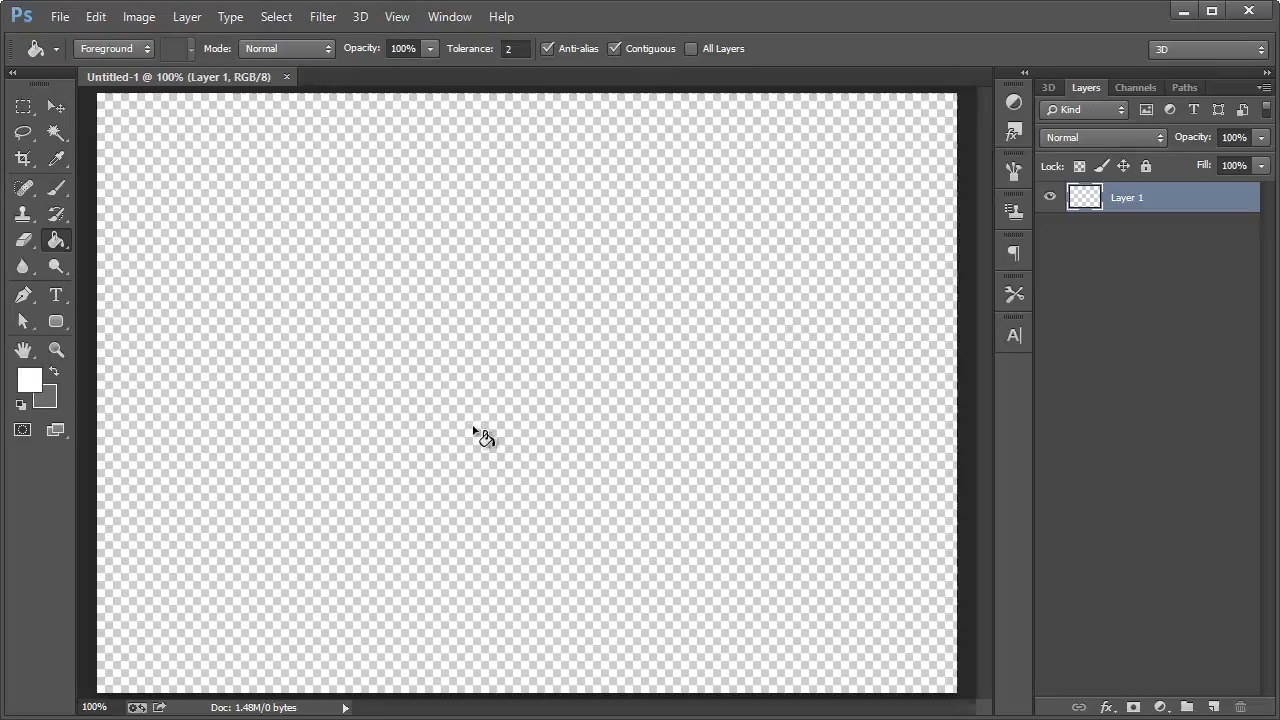 Ps File Edit Image Layer Type Select Filter 3D View Window Help
Foreground Mode: Normal Opacity: 100% Tolerance: 2 Anti-alias Contiguous All Layers 3D
Untitled-1 @ 100% (Layer 1, RGB/8) ×
3D Layers Channels Paths
Kind
Normal Opacity: 100%
Lock: Fill: 100%
Layer 1
100% Doc: 1.48M/0 bytes